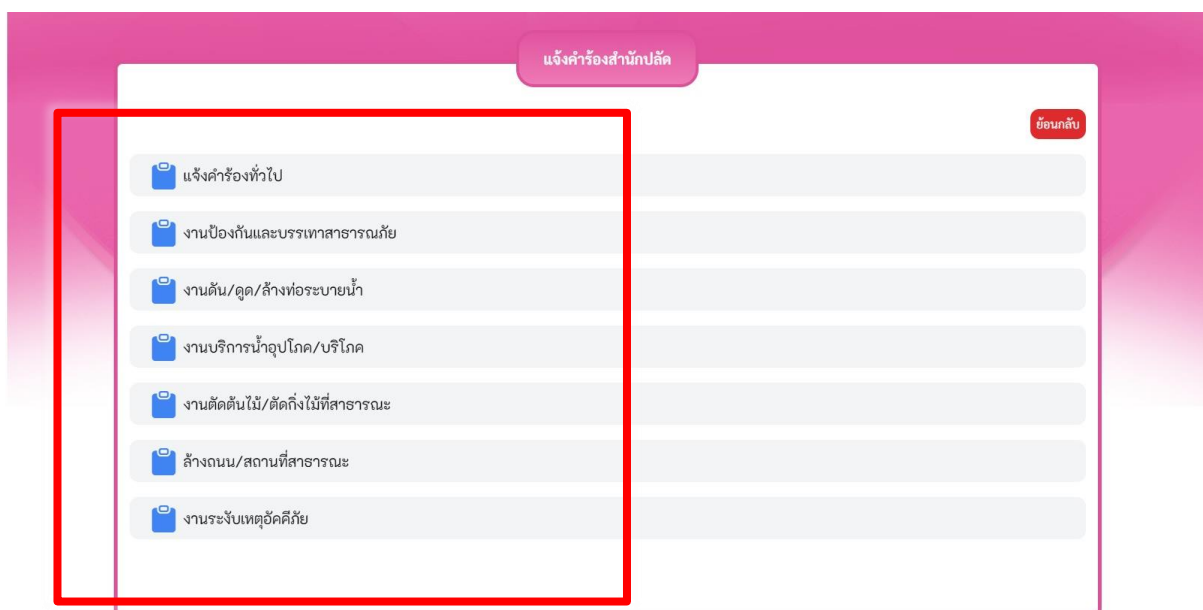 แจ้งคำร้องสำนักปลัด
ย้อนกลับ
แจ้งคำร้องทั่วไป
งานป้องกันและบรรเทาสาธารณภัย
งานดัน/ดูด/ล้างท่อระบายน้ำ
งานบริการน้ำอุปโภค/บริโภค
งานตัดต้นไม้/ตัดกิ่งไม้ที่สาธารณะ
ล้างถนน/สถานที่สาธารณะ
งานระงับเหตุอัคคีภัย